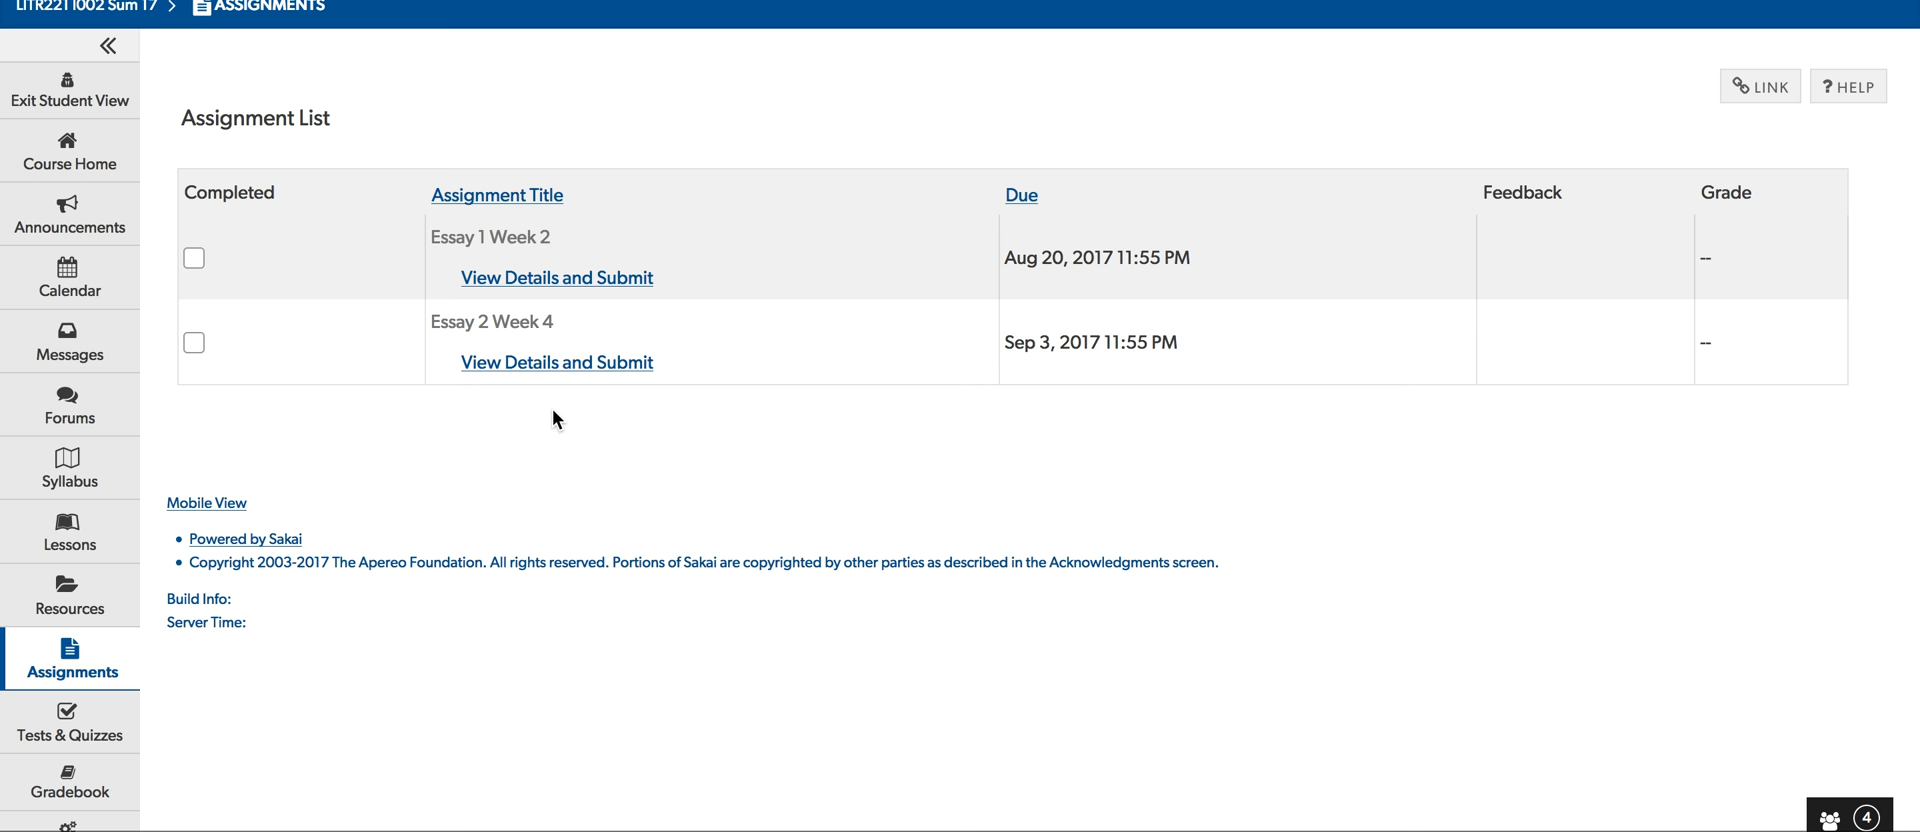 LITR221 I002 Sum 17 > ASSIGNMENTS
Exit Student View
Course Home
Announcements
Calendar
Messages
Forums
Syllabus
Lessons
Resources
Assignments
Tests & Quizzes
Gradebook
LINK
? HELP
Assignment List
Completed Assignment Title Due Feedback Grade
Essay 1 Week 2
View Details and Submit
Aug 20, 2017 11:55 PM
--
Essay 2 Week 4
View Details and Submit
Sep 3, 2017 11:55 PM
--
Mobile View
• Powered by Sakai
• Copyright 2003-2017 The Apereo Foundation. All rights reserved. Portions of Sakai are copyrighted by other parties as described in the Acknowledgments screen.
Build Info:
Server Time:
4